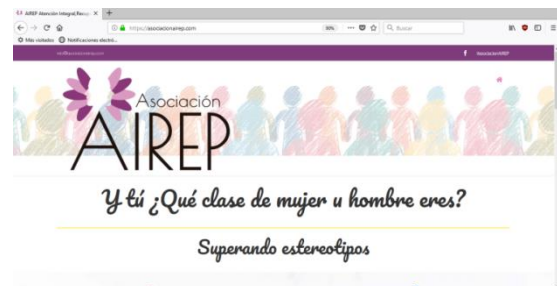 AIREP Atención Integral, Recup
https://asociacionairep.com
Buscar
Más visitados
Notificaciones electró...
AsociacionAIREP
Asociación
AIREP
Y tú ¿Qué clase de mujer u hombre eres?
Superando estereotipos